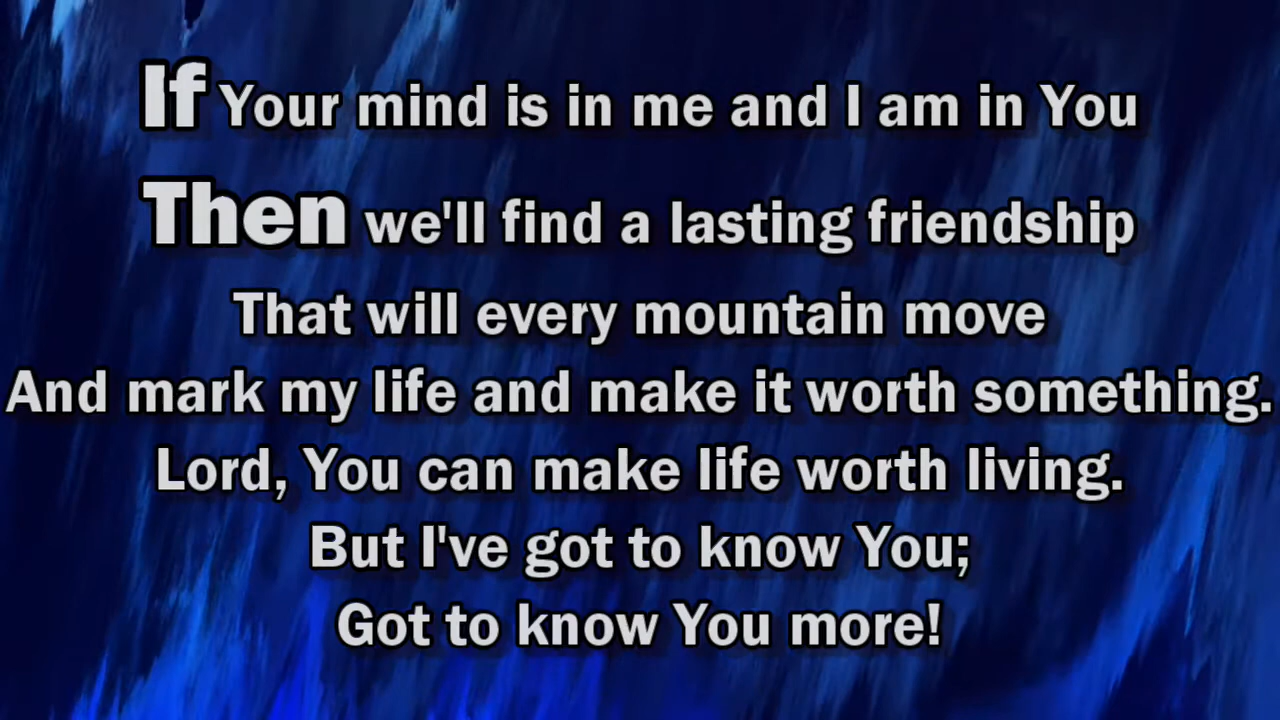 If Your mind is in me and I am in You
Then we'll find a lasting friendship
That will every mountain move
And mark my life and make it worth something.
Lord, You can make life worth living.
But I've got to know You;
Got to know You more!